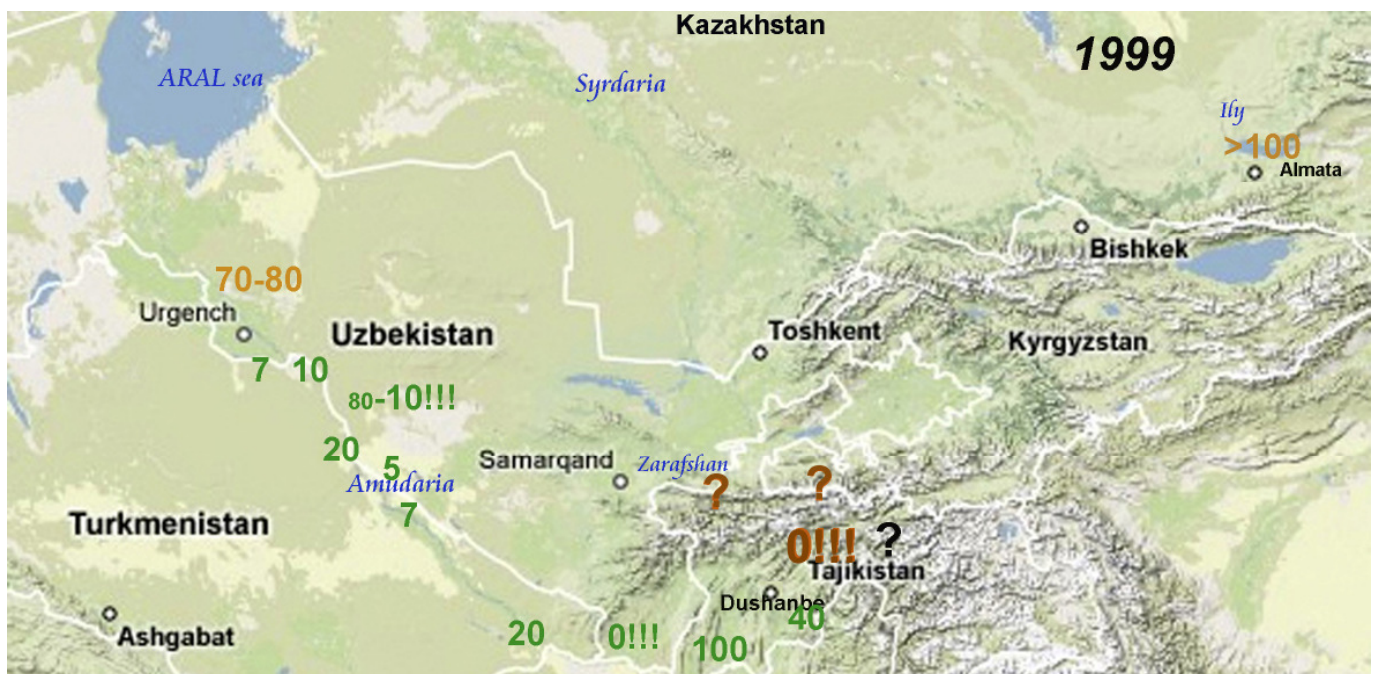 Kazakhstan
1999
ARAL sea
Syrdaria
Ily
>100
Almata
Bishkek
70-80
Urgench
Uzbekistan
Toshkent
Kyrgyzstan
7
10
80-10!!!
20
5
Samarqand
Zarafshan
Amudaria
?
?
7
Turkmenistan
0!!!
?
Tajikistan
Dushanbe
40
Ashgabat
20
0!!!
100